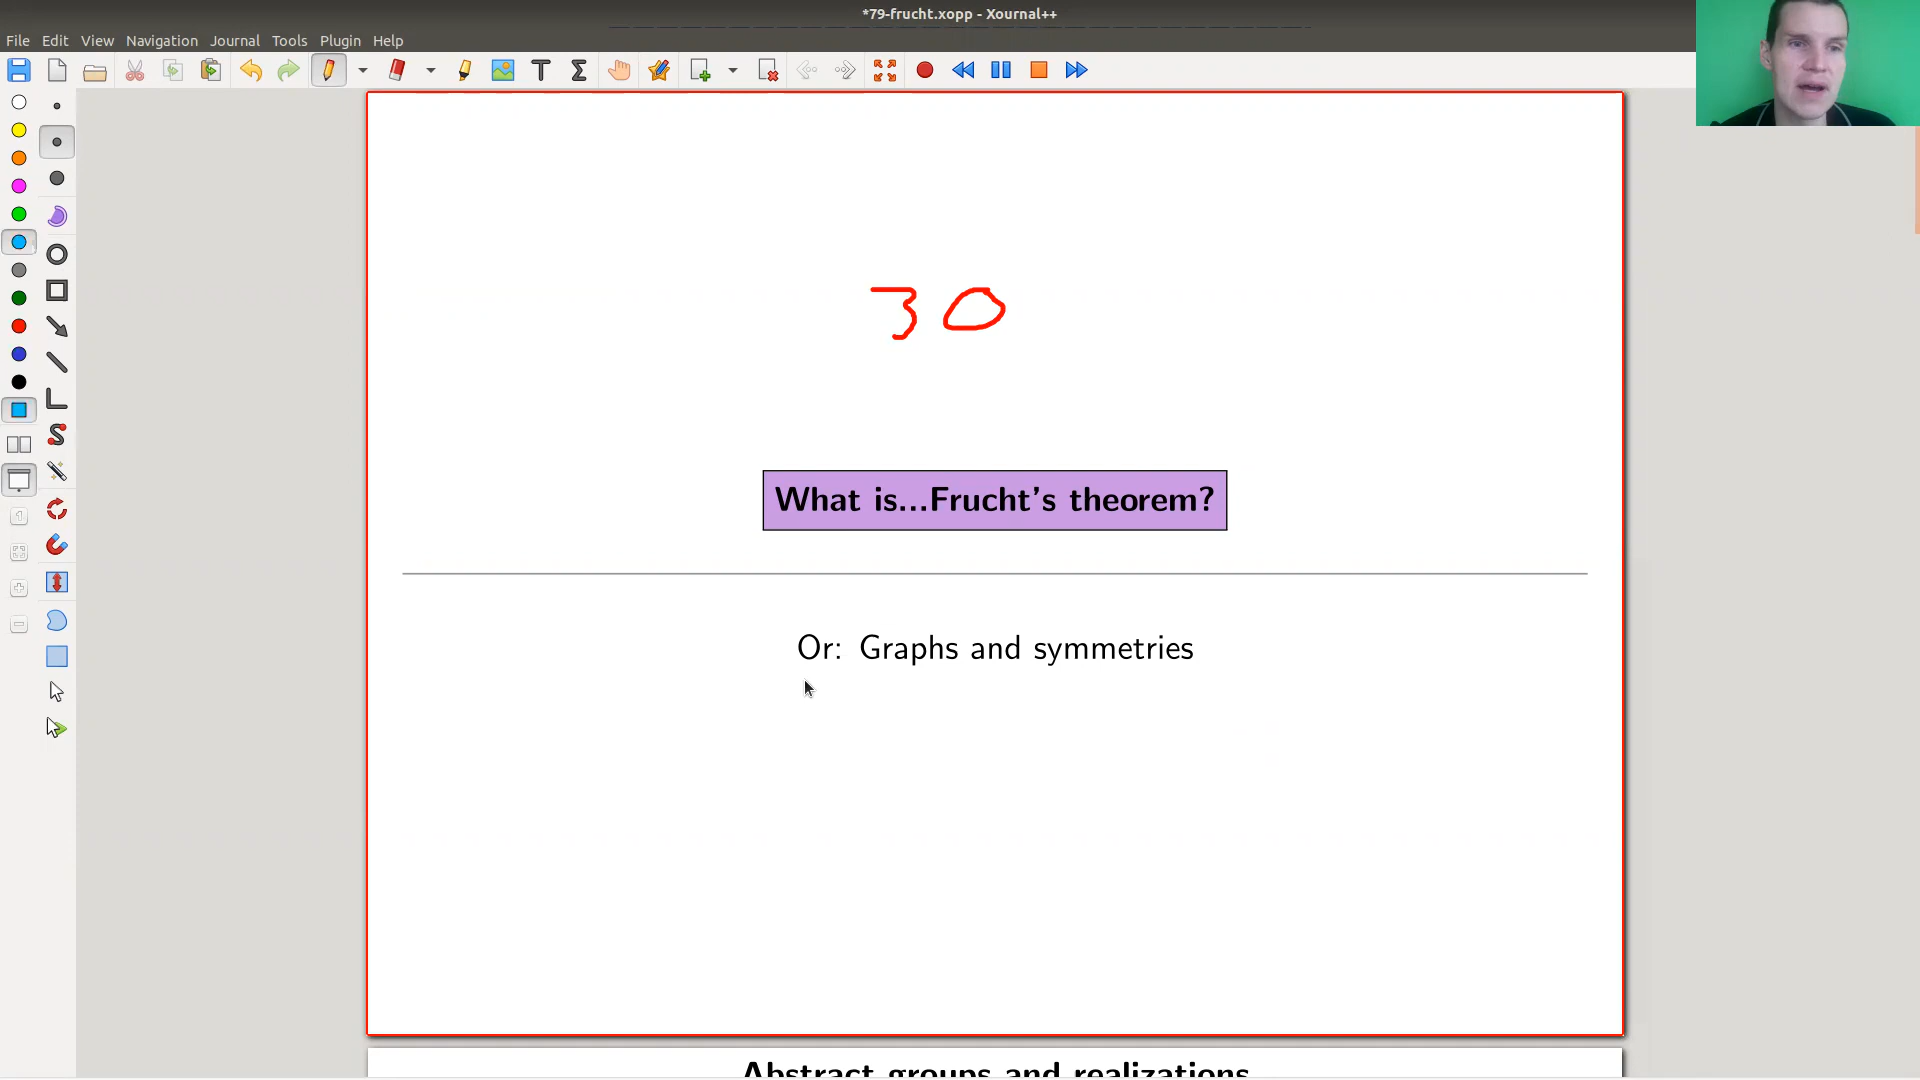 *79-frucht.xopp - Xournal++
File Edit View Navigation Journal Tools Plugin Help
30
What is...Frucht's theorem?
Or: Graphs and symmetries
Abstract groups and realizations